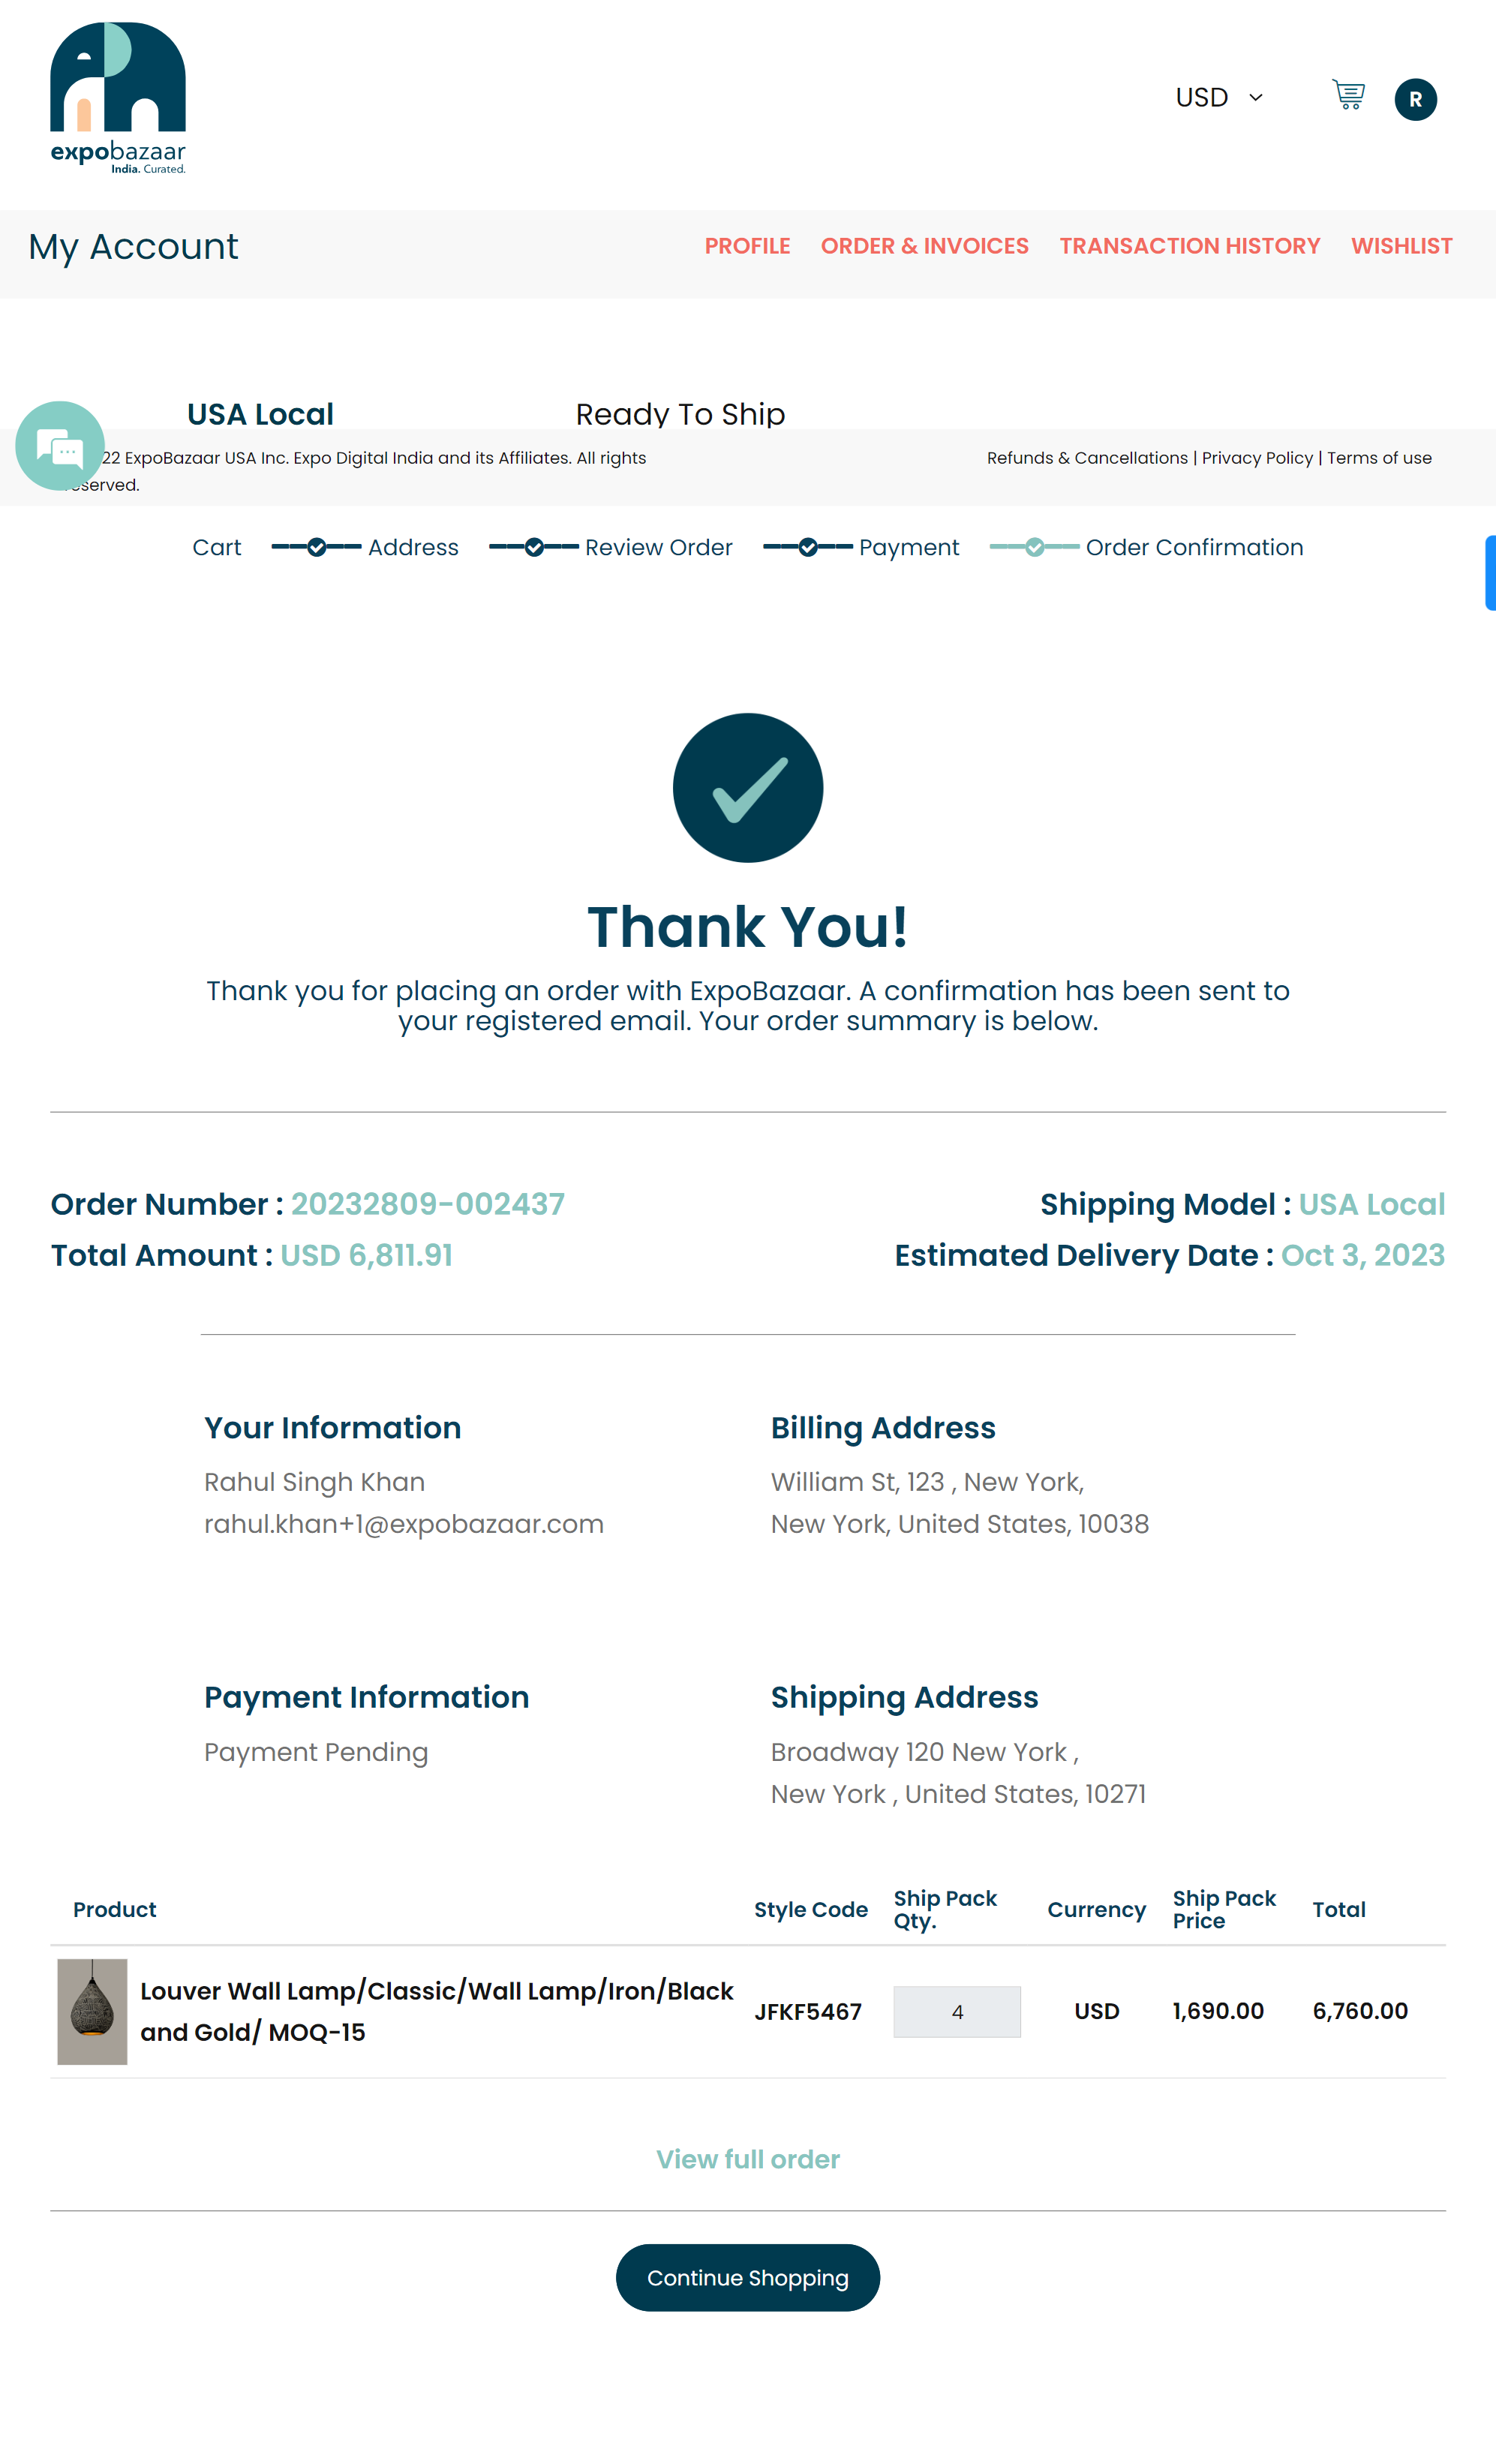 expobazaar
India. Curated.
USD
R
My Account
PROFILE ORDER & INVOICES TRANSACTION HISTORY WISHLIST
USA Local Ready To Ship
22 ExpoBazaar USA Inc. Expo Digital India and its Affiliates. All rights
served.
Refunds & Cancellations | Privacy Policy | Terms of use
Cart Address Review Order Payment Order Confirmation
Thank You!
Thank you for placing an order with ExpoBazaar. A confirmation has been sent to
your registered email. Your order summary is below.
Order Number : 20232809-002437
Total Amount : USD 6,811.91
Shipping Model : USA Local
Estimated Delivery Date : Oct 3, 2023
Your Information
Rahul Singh Khan
rahul.khan+1@expobazaar.com
Billing Address
William St, 123 , New York,
New York, United States, 10038
Payment Information
Payment Pending
Shipping Address
Broadway 120 New York ,
New York , United States, 10271
Product Style Code Ship Pack Qty. Currency Ship Pack Price Total
Louver Wall Lamp/Classic/Wall Lamp/Iron/Black
and Gold/ MOQ-15
JFKF5467 4 USD 1,690.00 6,760.00
View full order
Continue Shopping